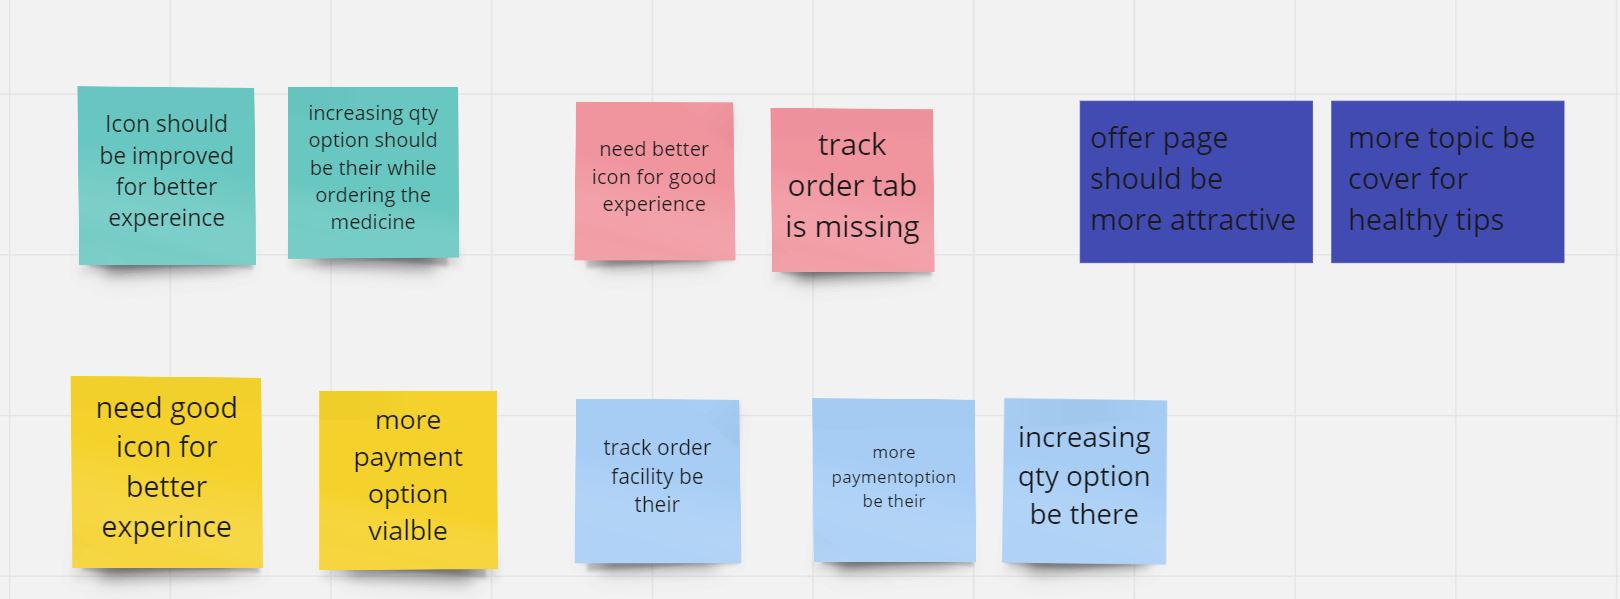 Icon should
be improved
for better
expereince
increasing qty
option should
be their while
ordering the
medicine
need better
icon for good
experience
track
order tab
is missing
offer page
should be
more attractive
more topic be
cover for
healthy tips
need good
icon for
better
experince
more
payment
option
vialble
track order
facility be
their
more
paymentoption
be their
increasing
qty option
be there